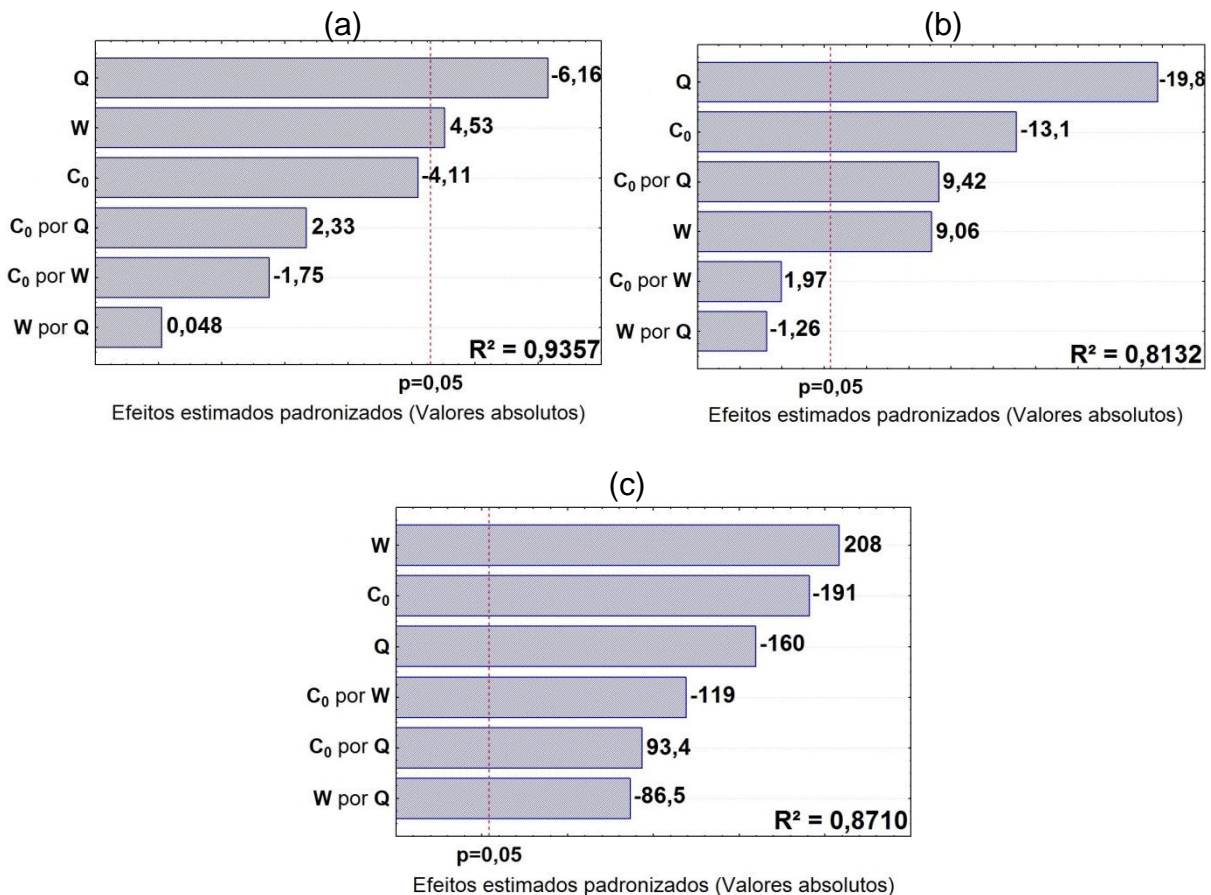 (a)
Q
-6,16
W
4,53
C₀
-4,11
C₀ por Q
2,33
C₀ por W
-1,75
W por Q
0,048
R² = 0,9357
p=0,05
Efeitos estimados padronizados (Valores absolutos)
(b)
Q
-19,8
C₀
-13,1
C₀ por Q
9,42
W
9,06
C₀ por W
1,97
W por Q
-1,26
R² = 0,8132
p=0,05
Efeitos estimados padronizados (Valores absolutos)
(c)
W
208
C₀
-191
Q
-160
C₀ por W
-119
C₀ por Q
93,4
W por Q
-86,5
R² = 0,8710
p=0,05
Efeitos estimados padronizados (Valores absolutos)